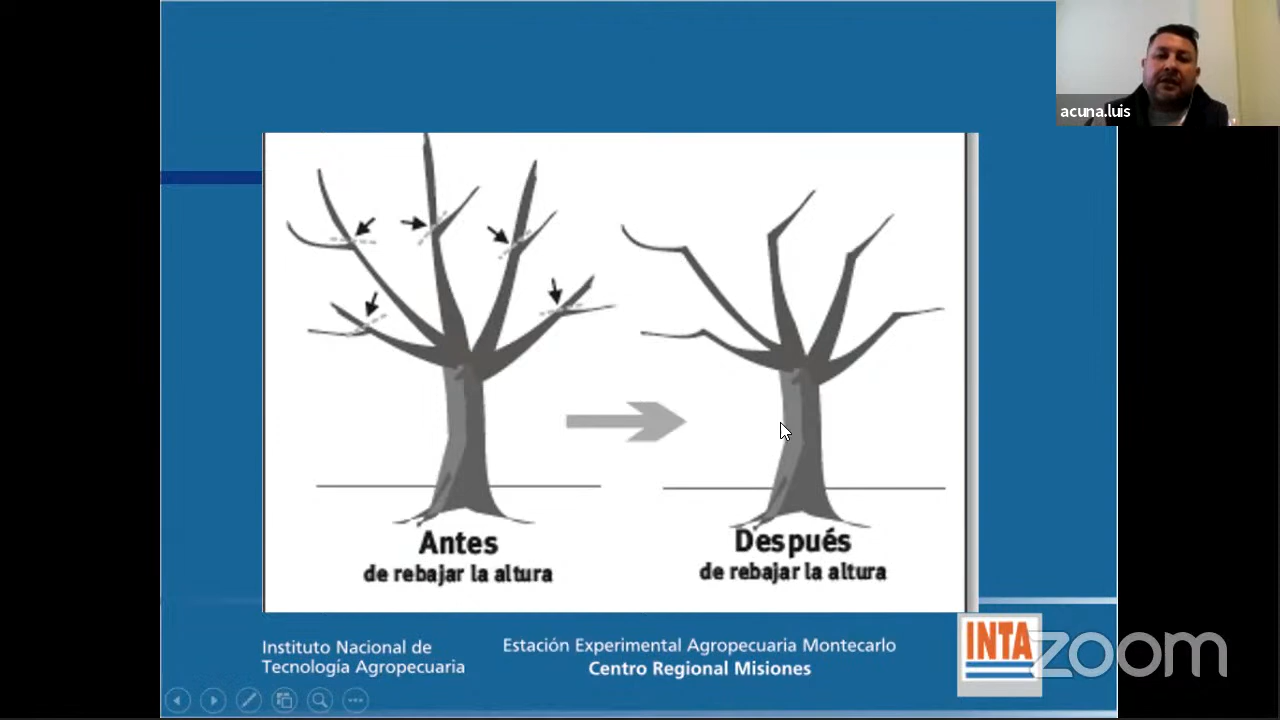 acuna.luis
Antes
de rebajar la altura
Después
de rebajar la altura
Instituto Nacional de
Tecnología Agropecuaria
Estación Experimental Agropecuaria Montecarlo
Centro Regional Misiones
INTA
zoom